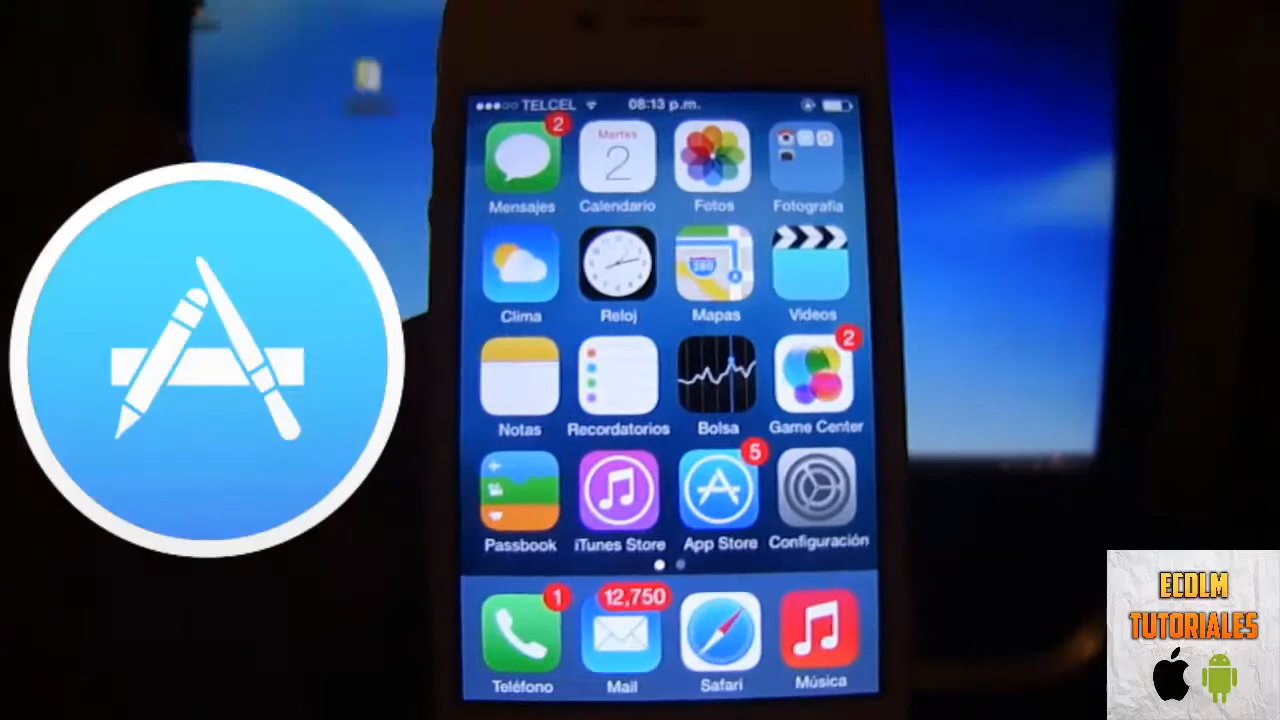 TELCEL 08:13 p.m.
2
Martes
2
Mensajes Calendario Fotos Fotografía
280
Clima Reloj Mapas Videos
2
Notas Recordatorios Bolsa Game Center
5
Passbook iTunes Store App Store Configuración
1 12,750
Teléfono Mail Safari Música
ECDLM
TUTORIALES